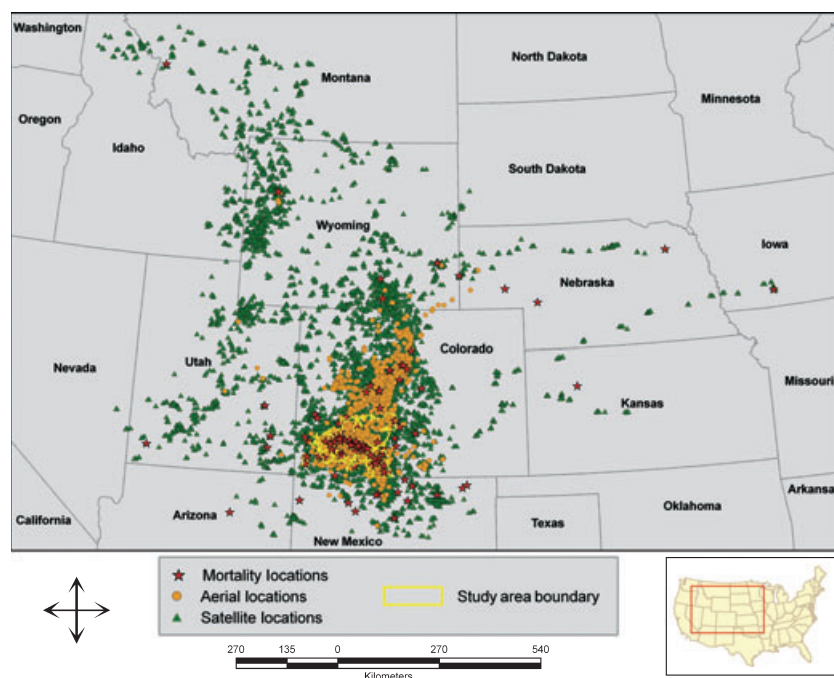 Washington
Montana
North Dakota
Minnesota
Oregon
Idaho
South Dakota
Wyoming
Iowa
Nebraska
Nevada
Utah
Colorado
Kansas
Missouri
California
Arizona
New Mexico
Texas
Oklahoma
Arkansa
Mortality locations
Aerial locations
Satellite locations
Study area boundary
270 135 0 270 540
Kilometers